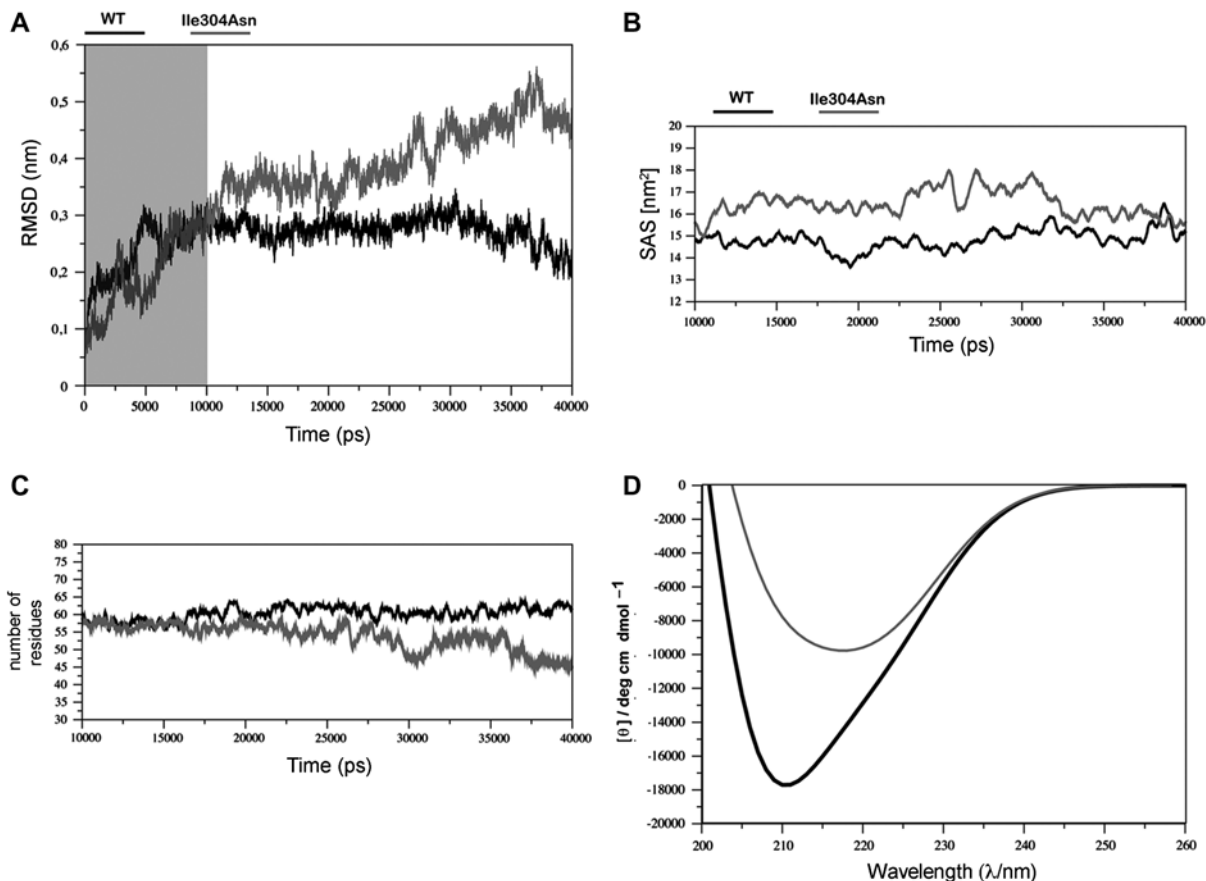 A
WT Ile304Asn
RMSD (nm)
0,6
0,5
0,4
0,3
0,2
0,1
0
0 5000 10000 15000 20000 25000 30000 35000 40000
Time (ps)
B
WT Ile304Asn
SAS [nm²]
20
19
18
17
16
15
14
13
12
10000 15000 20000 25000 30000 35000 40000
Time (ps)
C
number of
residues
80
75
70
65
60
55
50
45
40
35
30
10000 15000 20000 25000 30000 35000 40000
Time (ps)
D
[θ] / deg cm dmol⁻¹
0
-2000
-4000
-6000
-8000
-10000
-12000
-14000
-16000
-18000
-20000
200 210 220 230 240 250 260
Wavelength (λ/nm)